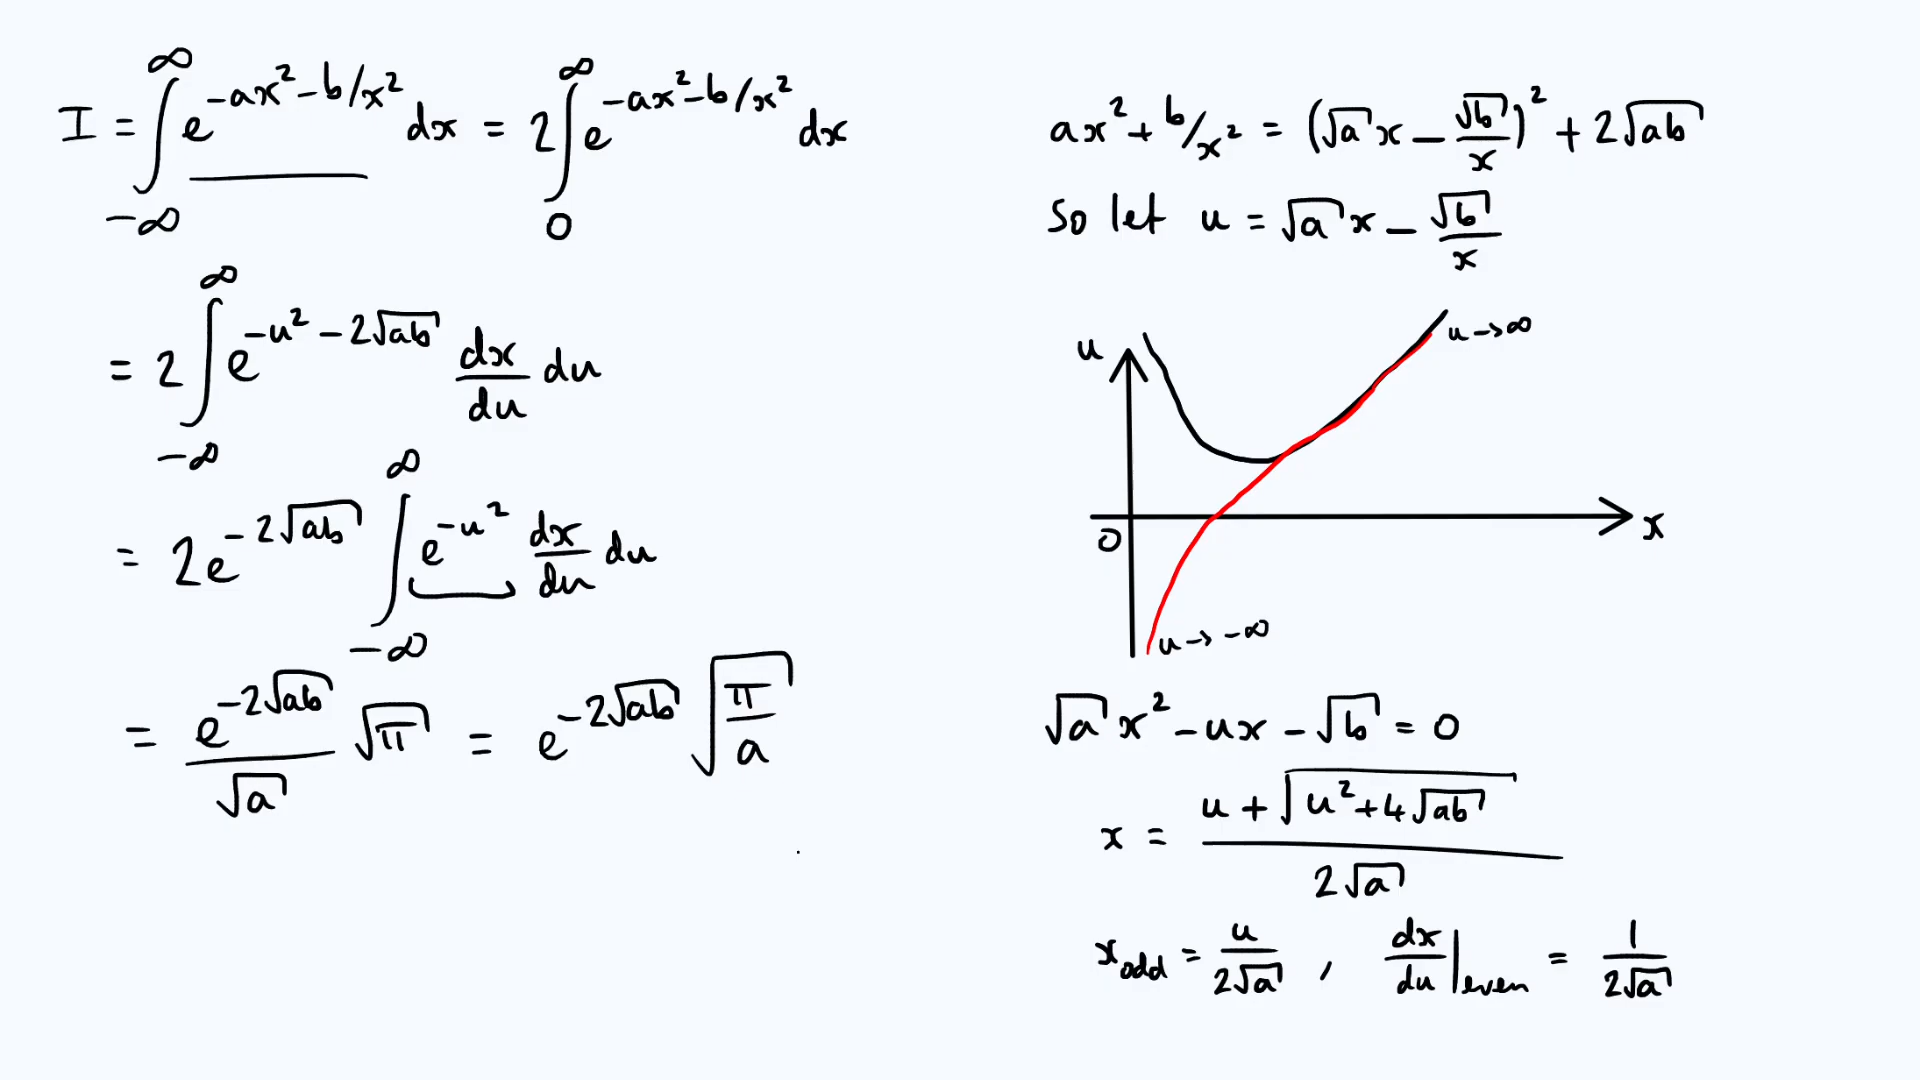 I = ∫_{-∞}^{∞} e^{-ax²-b/x²} dx = 2∫_{0}^{∞} e^{-ax²-b/x²} dx
= 2∫_{-∞}^{∞} e^{-u²-2√(ab)} dx/du du
= 2e^{-2√(ab)} ∫_{-∞}^{∞} e^{-u²} dx/du du
= e^{-2√(ab)}/√a √π = e^{-2√(ab)} √(π/a)
ax² + b/x² = (√a x - √b/x)² + 2√(ab)
So let u = √a x - √b/x
u
u → ∞
0
x
u → -∞
√a x² - ux - √b = 0
x = (u + √(u² + 4√(ab)))/(2√a)
x_odd = u/(2√a) , dx/du|_even = 1/(2√a)